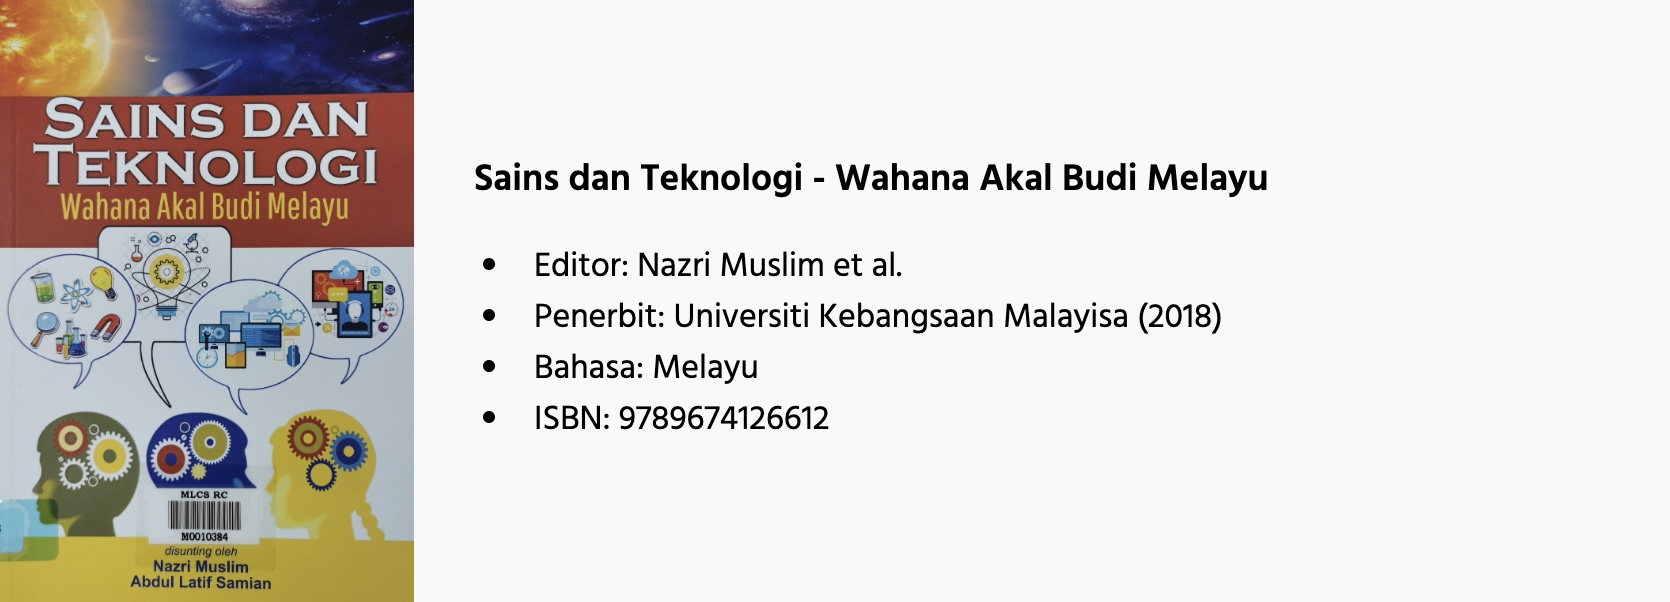 SAINS DAN
TEKNOLOGI
Wahana Akal Budi Melayu
MLCS RC
M0010384
disunting oleh
Nazri Muslim
Abdul Latif Samian
Sains dan Teknologi - Wahana Akal Budi Melayu
• Editor: Nazri Muslim et al.
• Penerbit: Universiti Kebangsaan Malayisa (2018)
• Bahasa: Melayu
• ISBN: 9789674126612